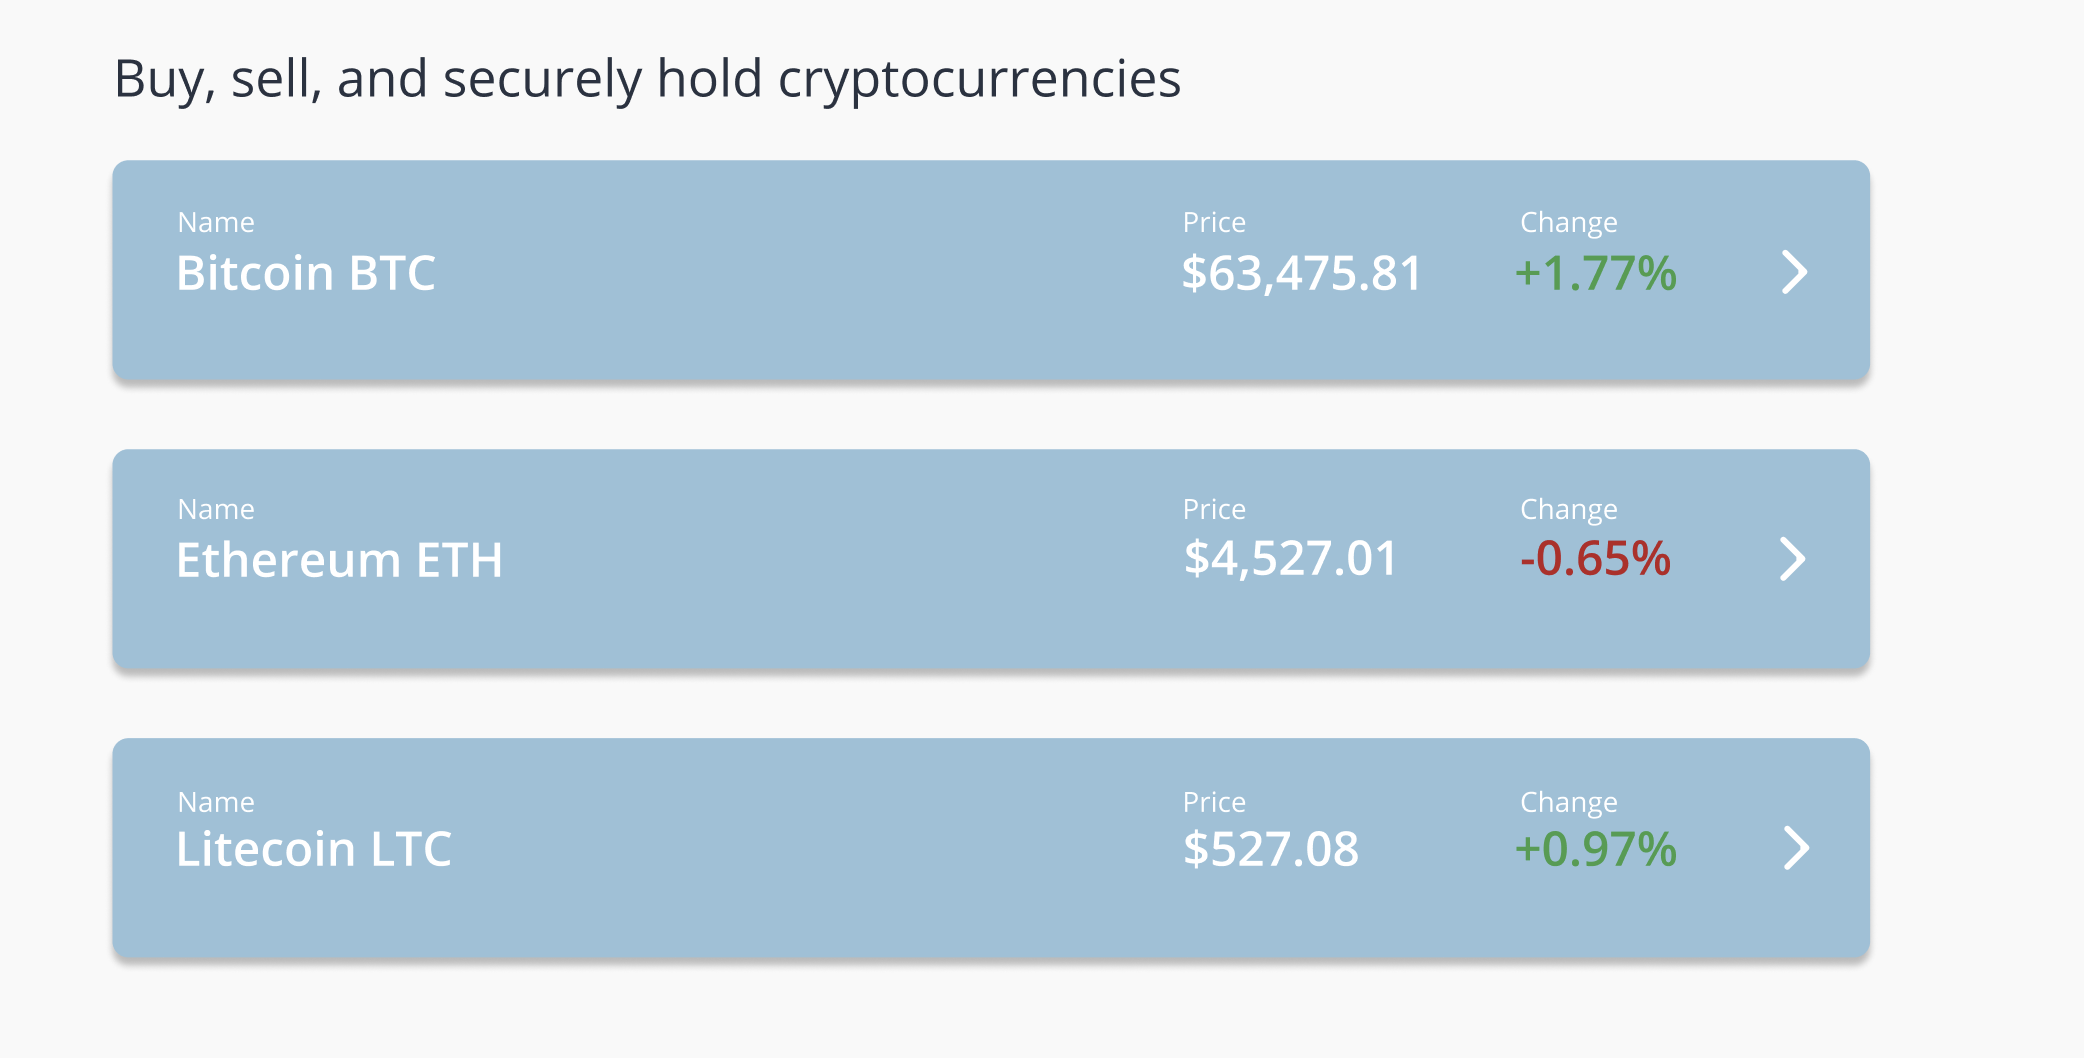 Buy, sell, and securely hold cryptocurrencies
Name Price Change
Bitcoin BTC $63,475.81 +1.77%
Name Price Change
Ethereum ETH $4,527.01 -0.65%
Name Price Change
Litecoin LTC $527.08 +0.97%